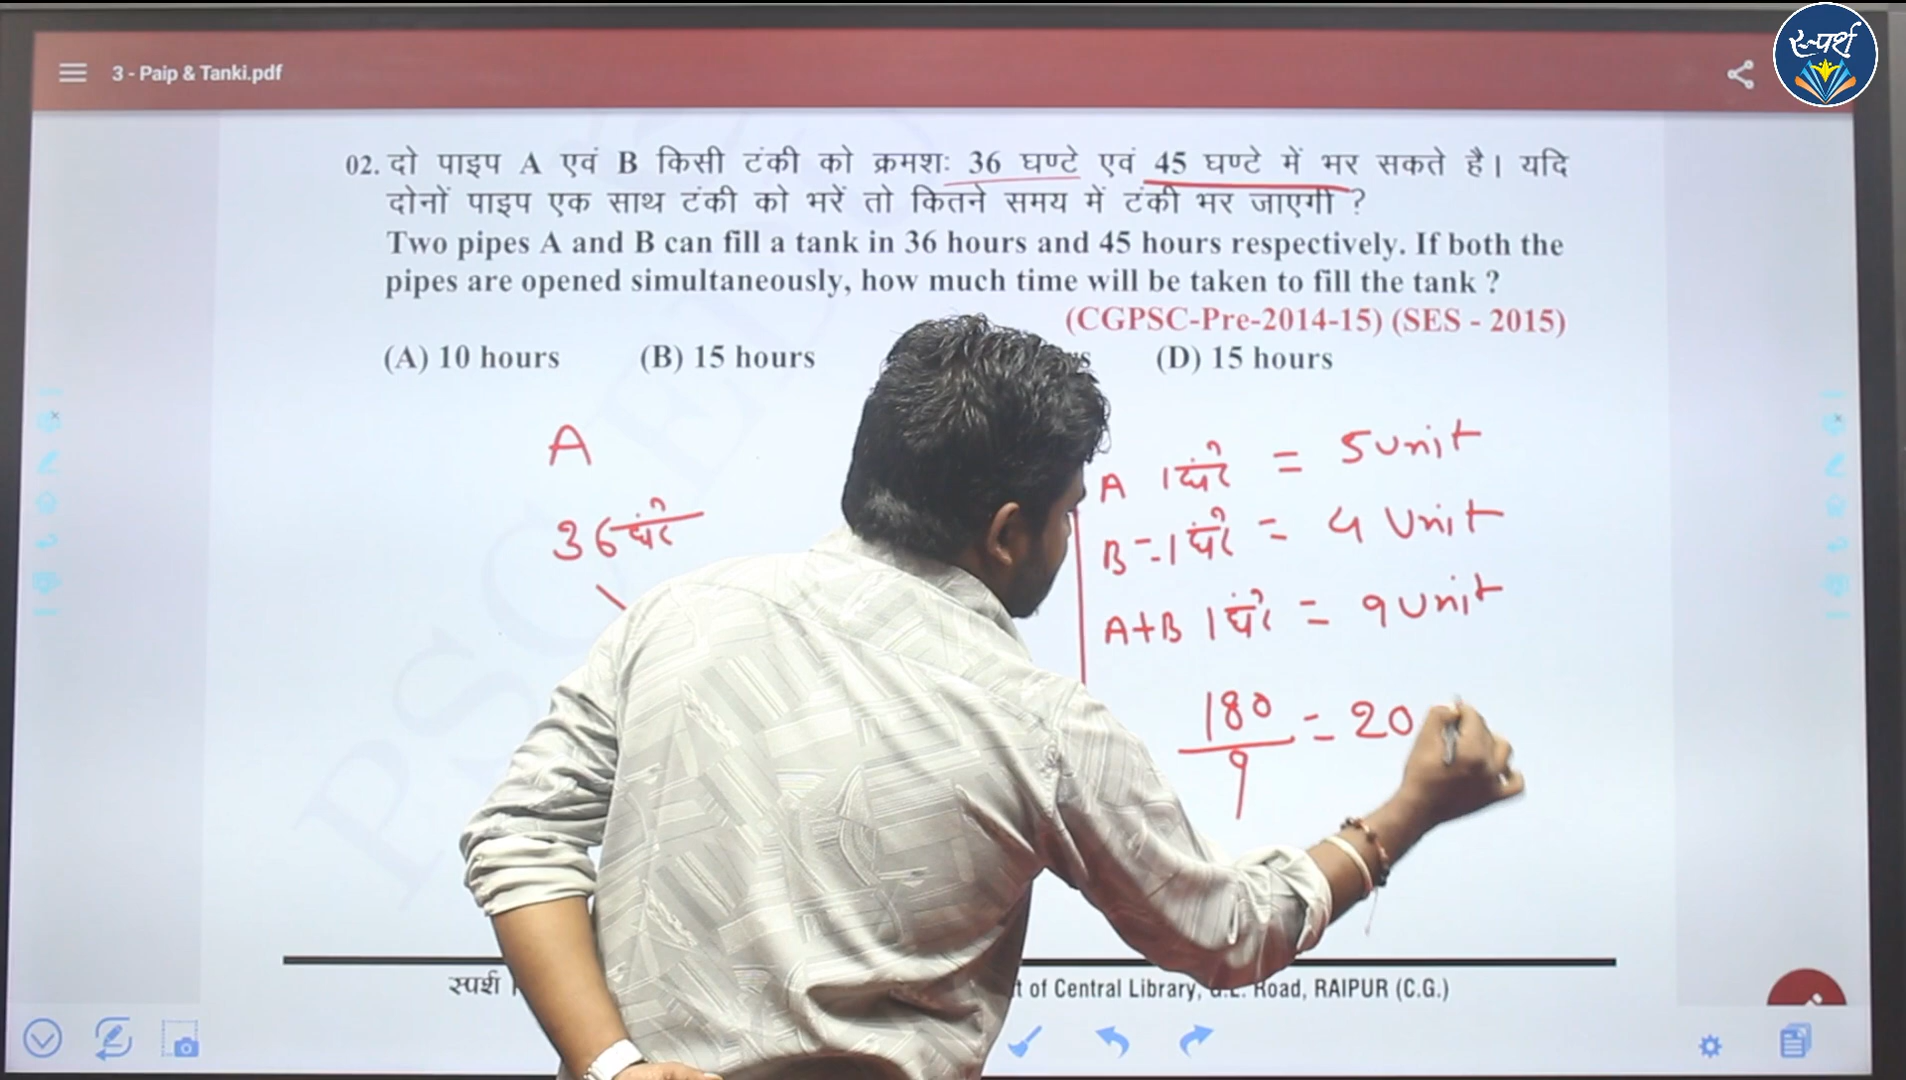 स्पर्श
3 - Paip & Tanki.pdf
02. दो पाइप A एवं B किसी टंकी को क्रमशः 36 घण्टे एवं 45 घण्टे में भर सकते है। यदि
दोनों पाइप एक साथ टंकी को भरें तो कितने समय में टंकी भर जाएगी ?
Two pipes A and B can fill a tank in 36 hours and 45 hours respectively. If both the
pipes are opened simultaneously, how much time will be taken to fill the tank ?
(CGPSC-Pre-2014-15) (SES - 2015)
(A) 10 hours (B) 15 hours (D) 15 hours
A
36 घंटे
A 1 घंटे = 5 unit
B = 1 घंटे = 4 Unit
A+B 1 घंटे = 9 Unit
180
9
= 20
स्पर्श of Central Library, G.E. Road, RAIPUR (C.G.)